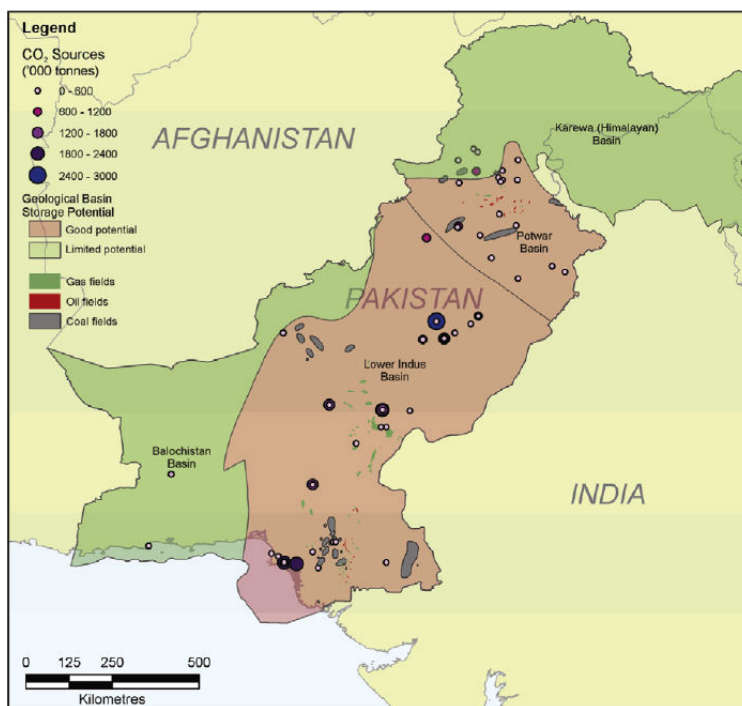 Legend
CO2 Sources
('000 tonnes)
0 - 600
600 - 1200
1200 - 1800
1800 - 2400
2400 - 3000
Geological Basin
Storage Potential
Good potential
Limited potential
Gas fields
Oil fields
Coal fields
AFGHANISTAN
Karewa (Himalayan)
Basin
Potwar
Basin
PAKISTAN
Lower Indus
Basin
Balochistan
Basin
INDIA
0 125 250 500
Kilometres